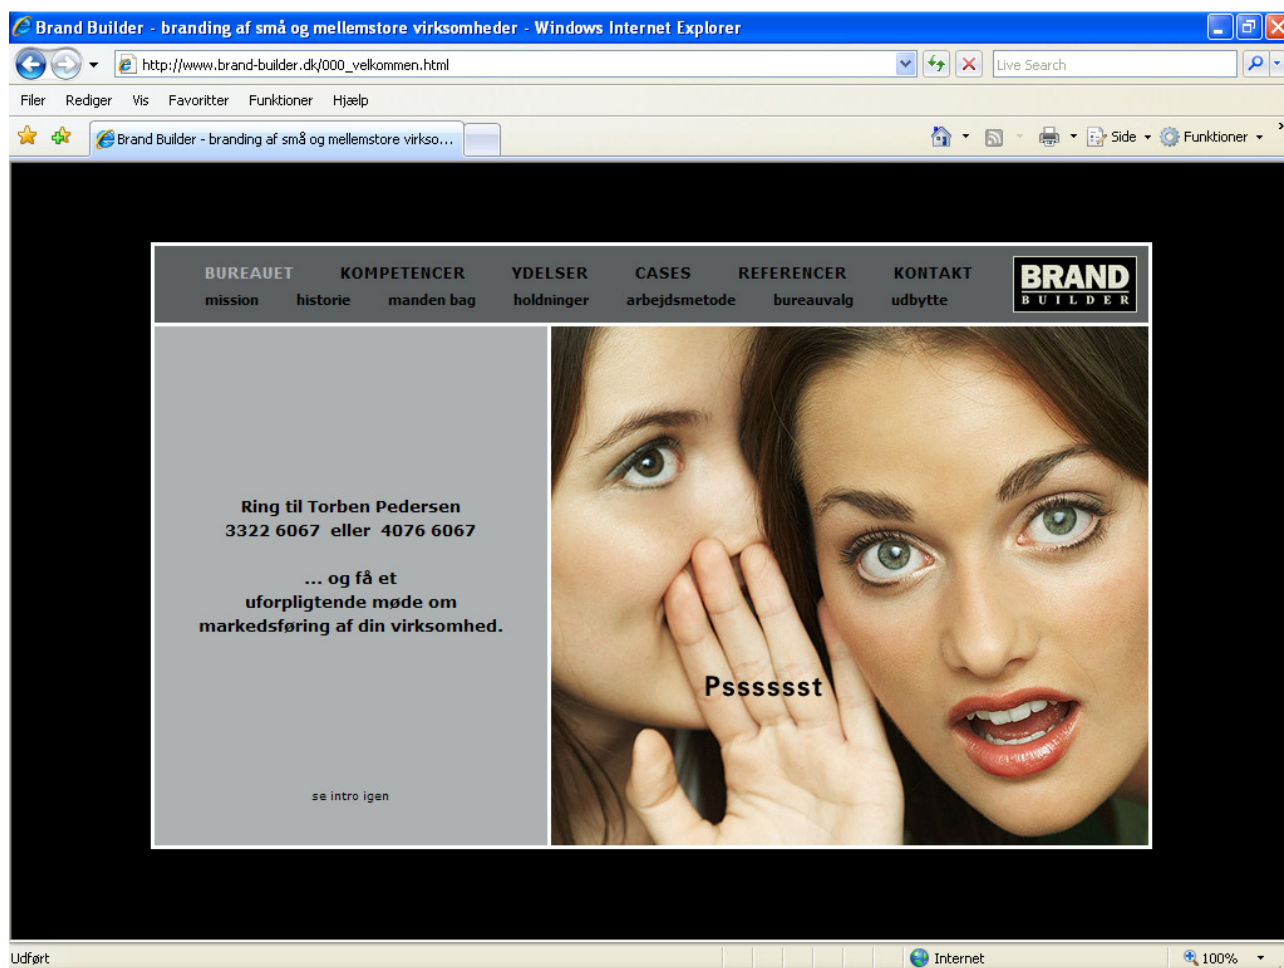 Brand Builder - branding af små og mellemstore virksomheder - Windows Internet Explorer
http://www.brand-builder.dk/000_velkommen.html
Live Search
Filer Rediger Vis Favoritter Funktioner Hjælp
Brand Builder - branding af små og mellemstore virkso...
Side Funktioner
BUREAUET KOMPETENCER YDELSER CASES REFERENCER KONTAKT
mission historie manden bag holdninger arbejdsmetode bureauvalg udbytte
BRAND
BUILDER
Ring til Torben Pedersen
3322 6067 eller 4076 6067
... og få et
uforpligtende møde om
markedsføring af din virksomhed.
Psssssst
se intro igen
Udført
Internet
100%